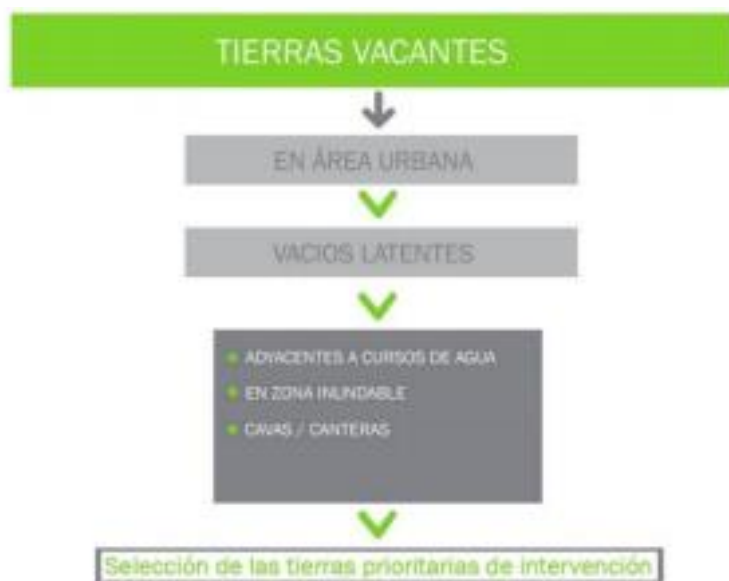 TIERRAS VACANTES
EN ÁREA URBANA
VACIOS LATENTES
ADYACENTES A CURSOS DE AGUA
EN ZONA INUNDABLE
CAVAS / CANTERAS
Selección de las tierras prioritarias de intervención